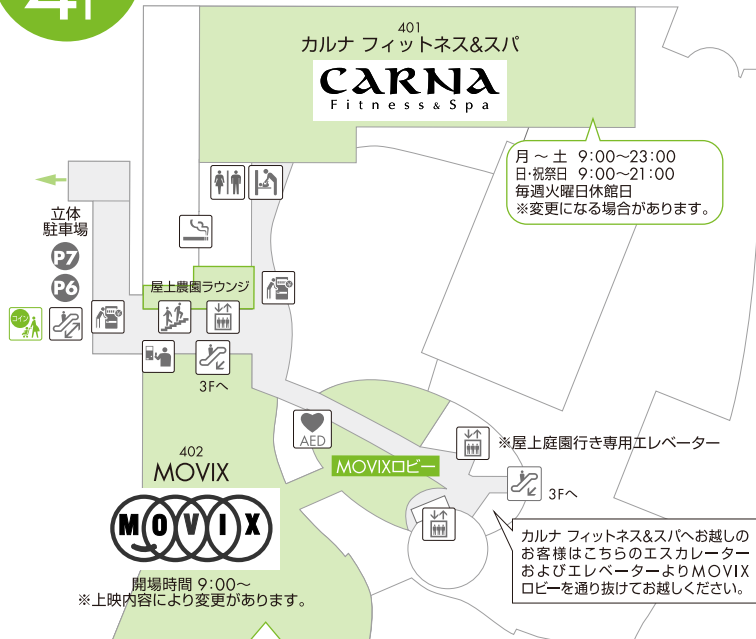 4F
401
カルナ フィットネス&スパ
CARNA
Fitness & Spa
月 ～ 土 9:00～23:00
日・祝祭日 9:00～21:00
毎週火曜日休館日
※変更になる場合があります。
立体
駐車場
P7
P6
コイン
屋上農園ラウンジ
3Fへ
AED
402
MOVIX
MOVIX
開場時間 9:00～
※上映内容により変更があります。
MOVIXロビー
※屋上庭園行き専用エレベーター
3Fへ
カルナ フィットネス&スパへお越しの
お客様はこちらのエスカレーター
およびエレベーターよりMOVIX
ロビーを通り抜けてお越しください。